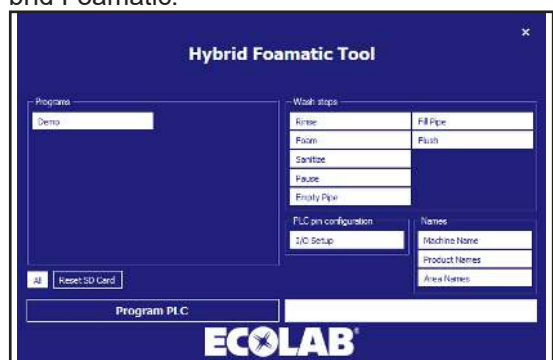 brid Foamatic.
×
Hybrid Foamatic Tool
Programs
Demo
Wash steps
Rinse
Foam
Sanitize
Pause
Empty Pipe
Fill Pipe
Flush
PLC pin configuration
I/O Setup
Names
Machine Name
Product Names
Area Names
All
Reset SD Card
Program PLC
ECOLAB®